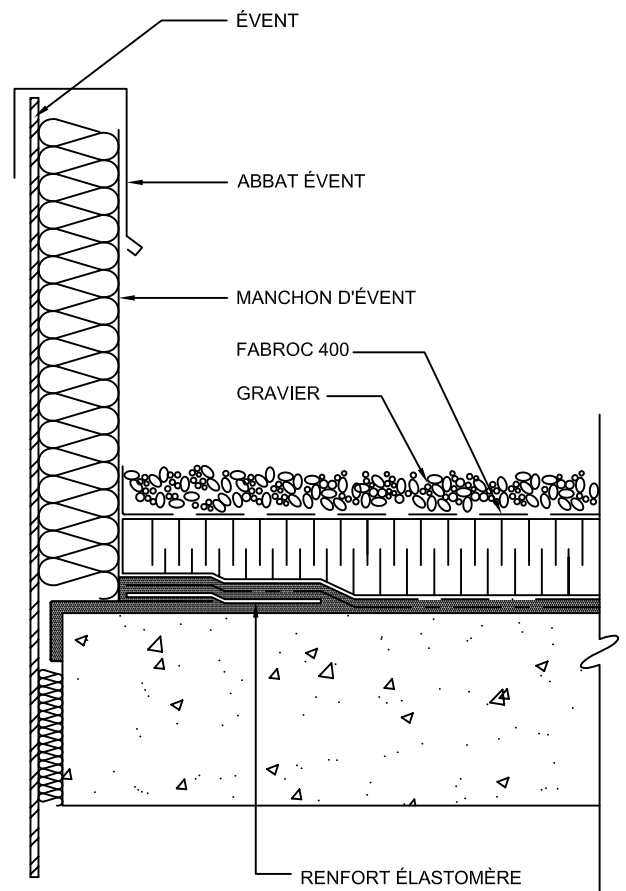 ÉVENT
ABBAT ÉVENT
MANCHON D'ÉVENT
FABROC 400
GRAVIER
RENFORT ÉLASTOMÈRE